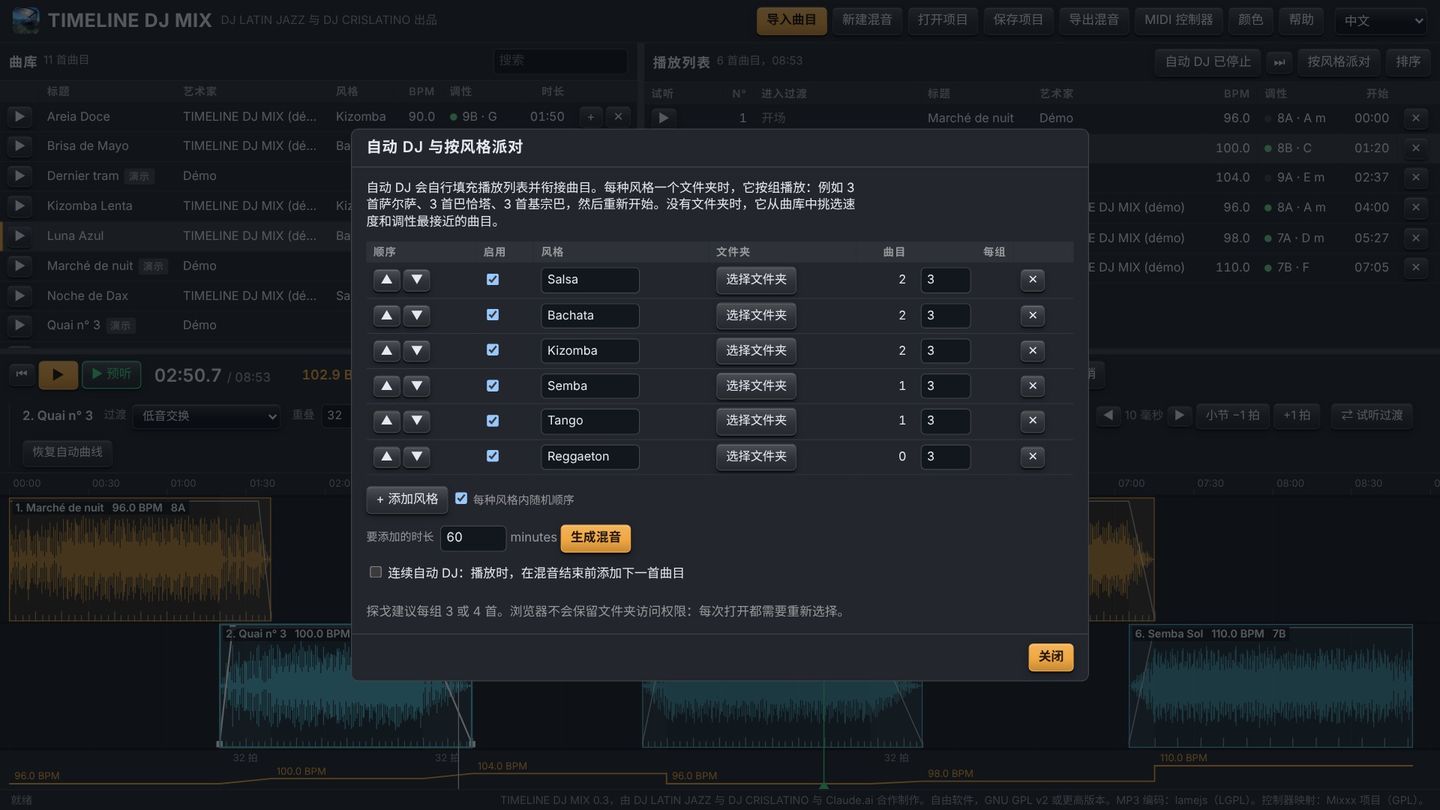 TIMELINE DJ MIX DJ LATIN JAZZ 与 DJ CRISLATINO 出品 导入曲目 新建混音 打开项目 保存项目 导出混音 MIDI 控制器 颜色 帮助 中文
曲库 11 首曲目 搜索
标题 艺术家 风格 BPM 调性 时长
Areia Doce TIMELINE DJ MIX (dé... Kizomba 90.0 9B · G 01:50 + ×
Brisa de Mayo TIMELINE DJ MIX (dé... Ba
Dernier tram 演示 Démo
Kizomba Lenta TIMELINE DJ MIX (dé...
Luna Azul TIMELINE DJ MIX (dé... Ba
Marché de nuit 演示 Démo
Noche de Dax TIMELINE DJ MIX (dé... Sa
Quai n° 3 演示 Démo
播放列表 6 首曲目，08:53 自动 DJ 已停止 按风格派对 排序
试听 N° 进入过渡 标题 艺术家 BPM 调性 开始
1 开场 Marché de nuit Démo 96.0 8A · A m 00:00 ×
100.0 8B · C 01:20 ×
104.0 9A · E m 02:37 ×
E DJ MIX (démo) 96.0 8A · A m 04:00 ×
E DJ MIX (démo) 98.0 7A · D m 05:27 ×
E DJ MIX (démo) 110.0 7B · F 07:05 ×
自动 DJ 与按风格派对
自动 DJ 会自行填充播放列表并衔接曲目。每种风格一个文件夹时，它按组播放：例如 3
首萨尔萨、3 首巴恰塔、3 首基宗巴，然后重新开始。没有文件夹时，它从曲库中挑选速
度和调性最接近的曲目。
顺序 启用 风格 文件夹 曲目 每组
▲ ▼ Salsa 选择文件夹 2 3 ×
▲ ▼ Bachata 选择文件夹 2 3 ×
▲ ▼ Kizomba 选择文件夹 2 3 ×
▲ ▼ Semba 选择文件夹 1 3 ×
▲ ▼ Tango 选择文件夹 1 3 ×
▲ ▼ Reggaeton 选择文件夹 0 3 ×
+ 添加风格 每种风格内随机顺序
要添加的时长 60 minutes 生成混音
连续自动 DJ：播放时，在混音结束前添加下一首曲目
探戈建议每组 3 或 4 首。浏览器不会保留文件夹访问权限：每次打开都需要重新选择。
关闭
预听 02:50.7 / 08:53 102.9 B
2. Quai n° 3 过渡 低音交换 重叠 32 ◀ 10 毫秒 ▶ 小节 −1 拍 +1 拍 ⇄ 试听过渡
恢复自动曲线
00:00 00:30 01:00 01:30 02:0 07:00 07:30 08:00 08:30 0
1. Marché de nuit 96.0 BPM 8A
2. Quai n° 3 100.0 BPM 6. Semba Sol 110.0 BPM 7B
32 拍 32 拍 32 拍
96.0 BPM 100.0 BPM 104.0 BPM 96.0 BPM 98.0 BPM 110.0 BPM
就绪 TIMELINE DJ MIX 0.3，由 DJ LATIN JAZZ 与 DJ CRISLATINO 与 Claude.ai 合作制作。自由软件，GNU GPL v2 或更高版本。MP3 编码：lamejs（LGPL）。控制器映射：Mixxx 项目（GPL）。